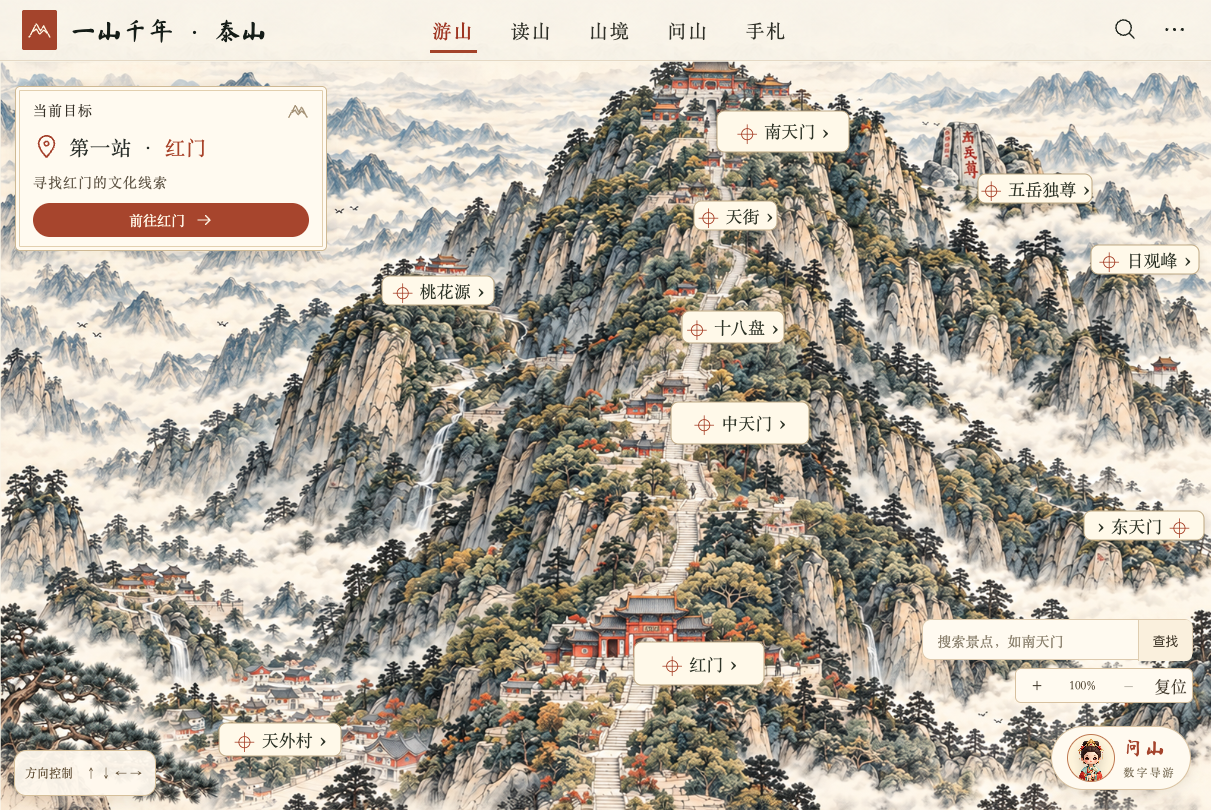 一山千年 · 泰山
游山 读山 山境 问山 手札
当前目标
第一站 · 红门
寻找红门的文化线索
前往红门 →
南天门 ›
五岳独尊 ›
天街 ›
日观峰 ›
桃花源 ›
十八盘 ›
中天门 ›
› 东天门
搜索景点，如南天门 查找
红门 ›
+ 100% — 复位
天外村 ›
问山
数字导游
方向控制 ↑ ↓ ← →